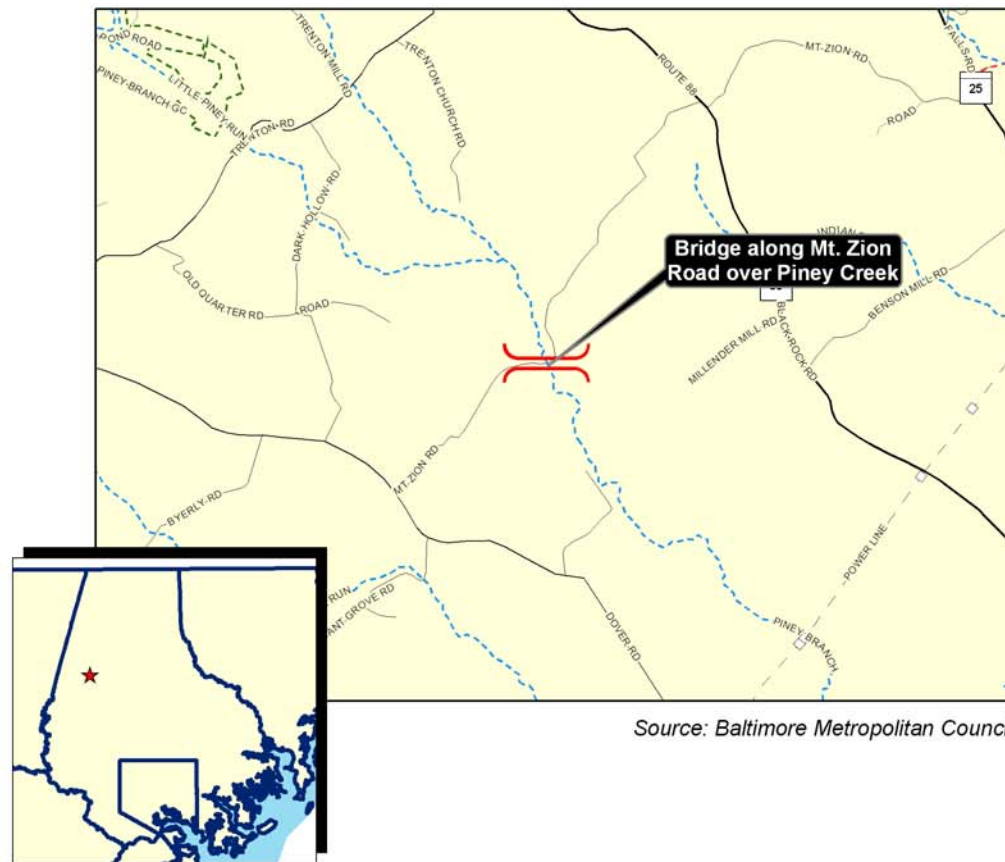 POND ROAD
PINEY-BRANCH GC
LITTLE PINEY-RUN
TRENTON-RD
TRENTON MILL RD
TRENTON CHURCH RD
ROUTE 88
MT-ZION-RD
FALLS-RD
25
ROAD
DARK-HOLLOW-RD
OLD QUARTER RD
ROAD
Bridge along Mt. Zion
Road over Piney Creek
BENSON MILL RD
BLACK-ROCK-RD
MILLENDER MILL RD
MT-ZION RD
BYERLY-RD
POWER LINE
RUN
GROVE RD
DOVER-RD
PINEY-BRANCH
Source: Baltimore Metropolitan